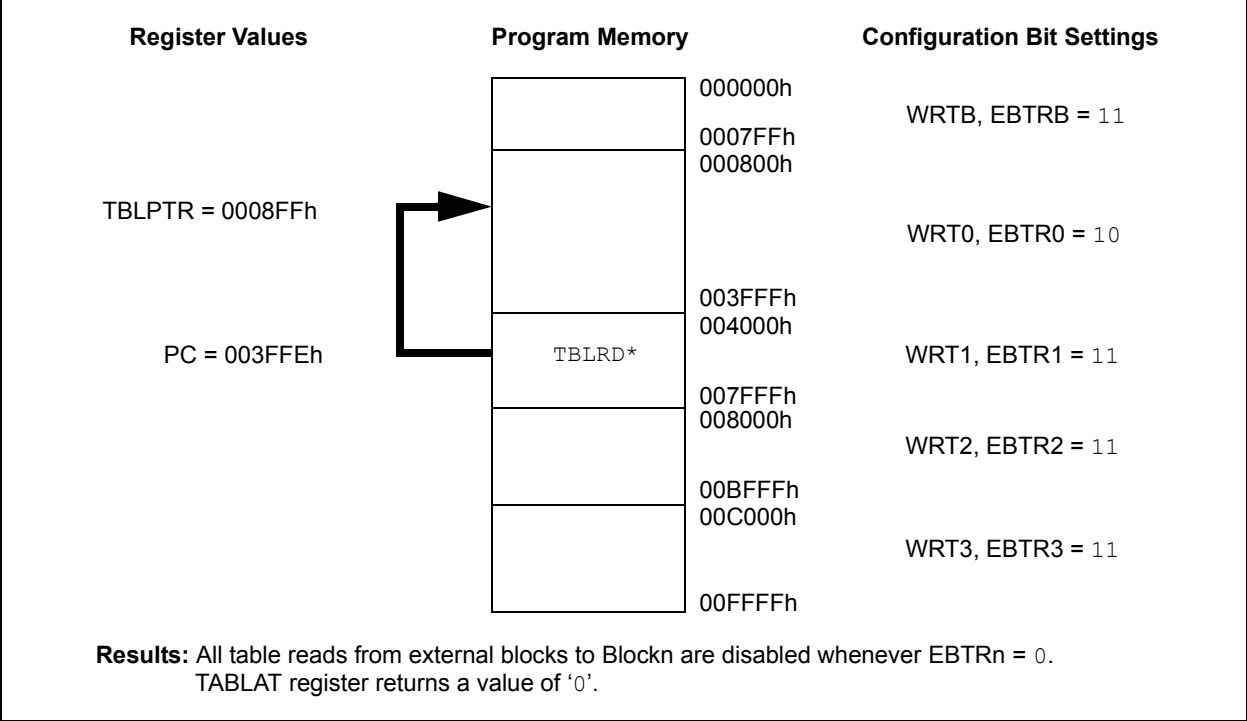 Register Values Program Memory Configuration Bit Settings
000000h
WRTB, EBTRB = 11
0007FFh
000800h
TBLPTR = 0008FFh
WRT0, EBTR0 = 10
003FFFh
004000h
PC = 003FFEh TBLRD* WRT1, EBTR1 = 11
007FFFh
008000h
WRT2, EBTR2 = 11
00BFFFh
00C000h
WRT3, EBTR3 = 11
00FFFFh
Results: All table reads from external blocks to Blockn are disabled whenever EBTRn = 0.
TABLAT register returns a value of ‘0’.